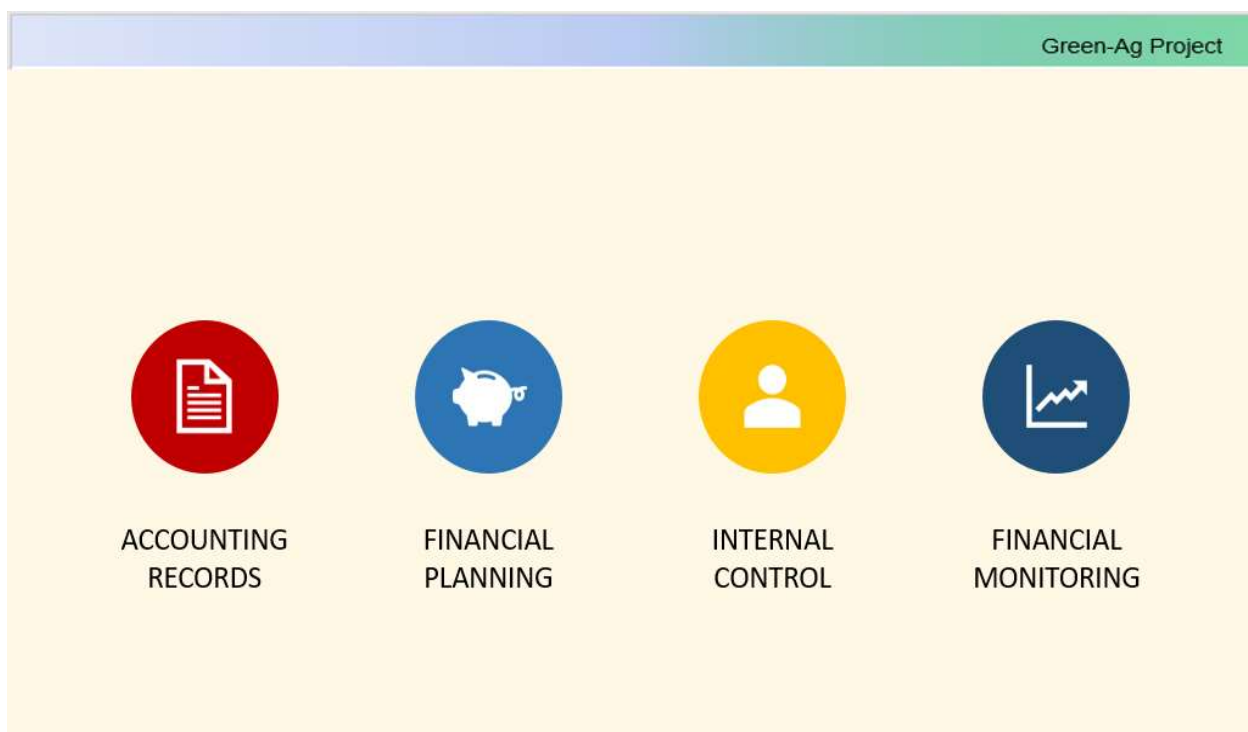 Green-Ag Project
ACCOUNTING
RECORDS
FINANCIAL
PLANNING
INTERNAL
CONTROL
FINANCIAL
MONITORING